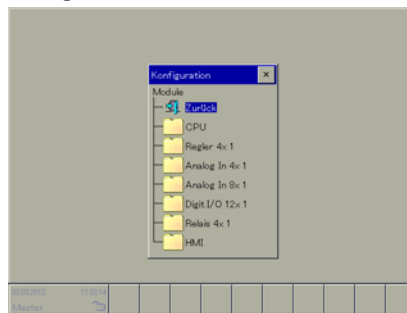 Konfiguration
Module
Zurück
CPU
Regler 4x 1
Analog In 4x 1
Analog In 8x 1
Digit I/O 12x 1
Relais 4x 1
HMI
Master